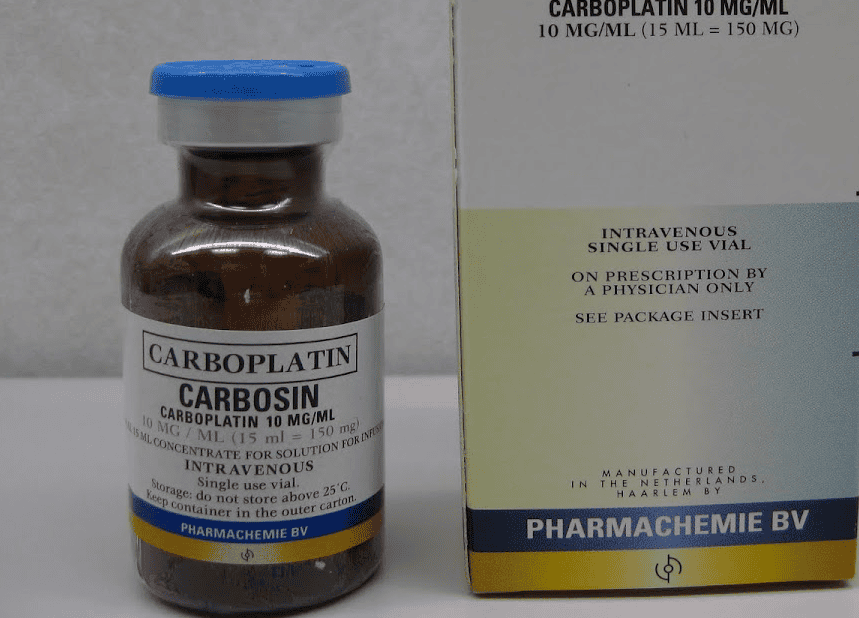 CARBOPLATIN
CARBOSIN
CARBOPLATIN 10 MG/ML
10 MG / ML (15 ml = 150 mg)
15 ML CONCENTRATE FOR SOLUTION FOR
INTRAVENOUS
Single use vial.
Storage: do not store above 25°C.
Keep container in the outer carton.
PHARMACHEMIE BV
CARBOPLATIN 10 MG/ML
10 MG/ML (15 ML = 150 MG)
INTRAVENOUS
SINGLE USE VIAL
ON PRESCRIPTION BY
A PHYSICIAN ONLY
SEE PACKAGE INSERT
MANUFACTURED
IN THE NETHERLANDS,
HAARLEM BY
PHARMACHEMIE BV